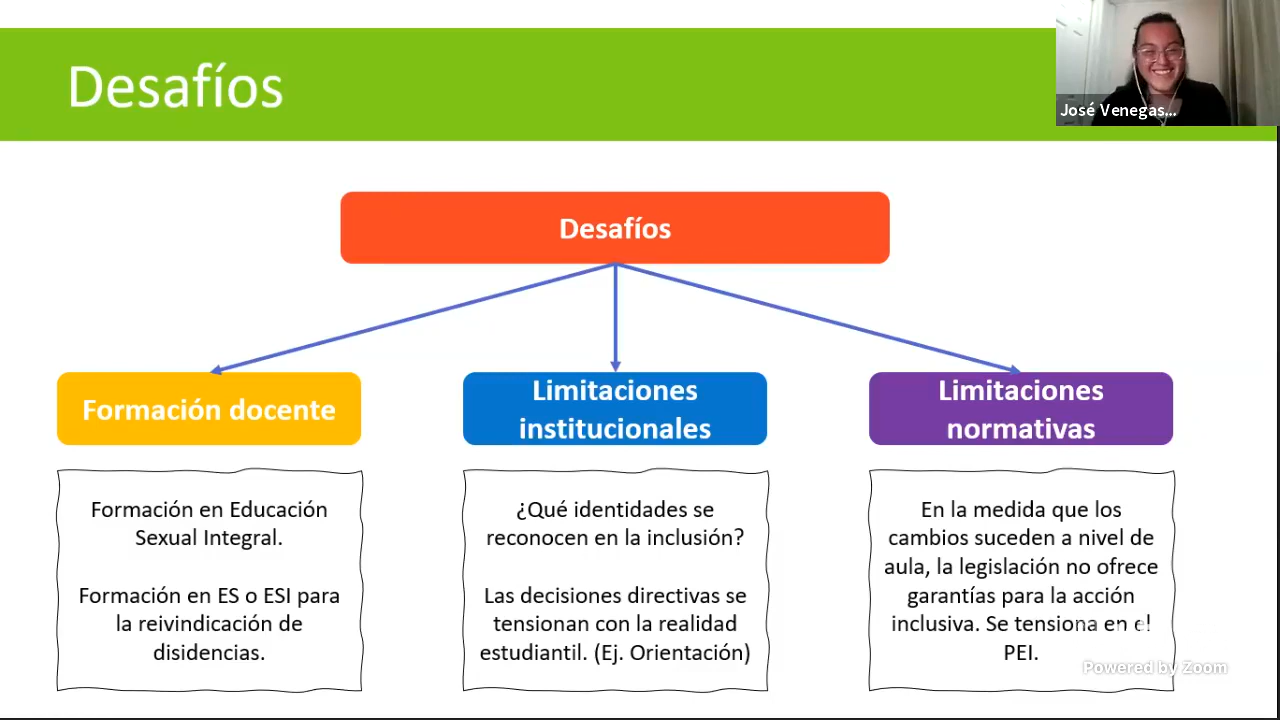 Desafíos
José Venegas...
Desafíos
Formación docente
Formación en Educación
Sexual Integral.
Formación en ES o ESI para
la reivindicación de
disidencias.
Limitaciones
institucionales
¿Qué identidades se
reconocen en la inclusión?
Las decisiones directivas se
tensionan con la realidad
estudiantil. (Ej. Orientación)
Limitaciones
normativas
En la medida que los
cambios suceden a nivel de
aula, la legislación no ofrece
garantías para la acción
inclusiva. Se tensiona en el
PEI.
Powered by Zoom